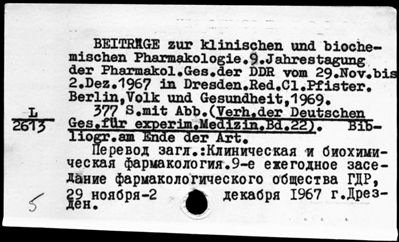 BEITRÄGE zur klinischen und bioche-
mischen Pharmakologie.9.Jahrestagung
der Pharmakol.Ges.der DDR vom 29.Nov.bis
2.Dez.1967 in Dresden.Red.Cl.Pfister.
Berlin,Volk und Gesundheit,1969.
377 S.mit Abb.(Verh.der Deutschen
Ges.für experim.Medizin.Bd.22). Bib-
liogr.am Ende der Art.
L
2613
Перевод загл.:Клиническая и биохими-
ческая фармакология.9-е ежегодное засе-
дание фармакологического общества ГДР,
29 ноября-2 декабря 1967 г.Дрез-
ден.
5